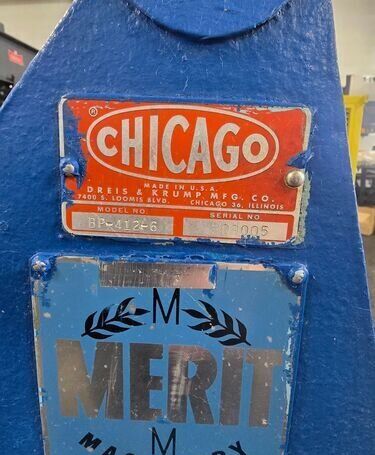 ®
CHICAGO
MADE IN U.S.A.
DREIS & KRUMP MFG. CO.
7400 S. LOOMIS BLVD. CHICAGO 36, ILLINOIS
MODEL NO. SERIAL NO.
BP-412-6
M
MERIT
M